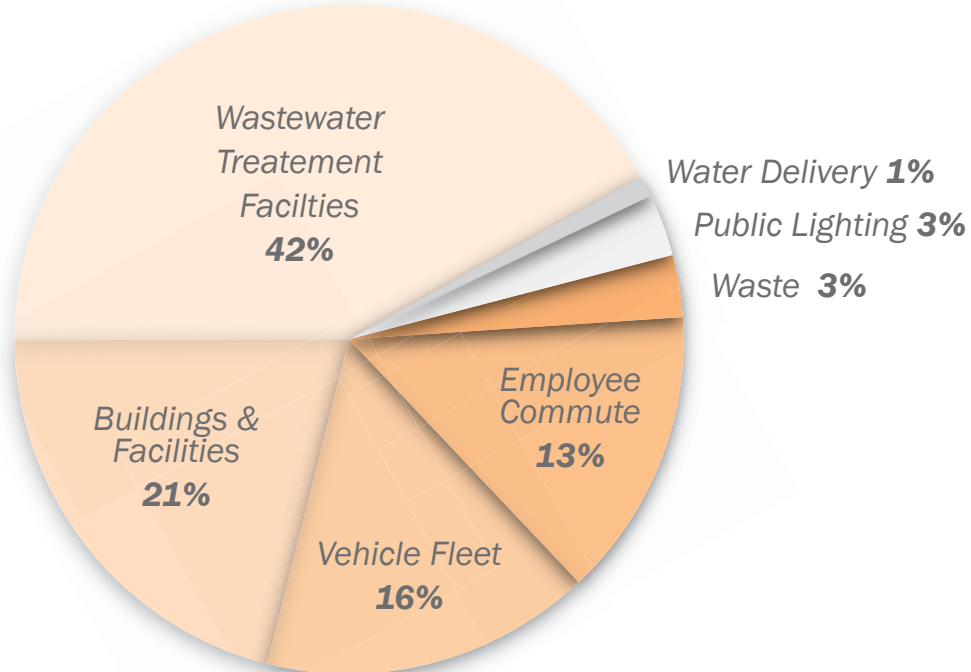 Wastewater
Treatement
Facilties
42%
Water Delivery 1%
Public Lighting 3%
Waste 3%
Employee
Commute
13%
Buildings &
Facilities
21%
Vehicle Fleet
16%